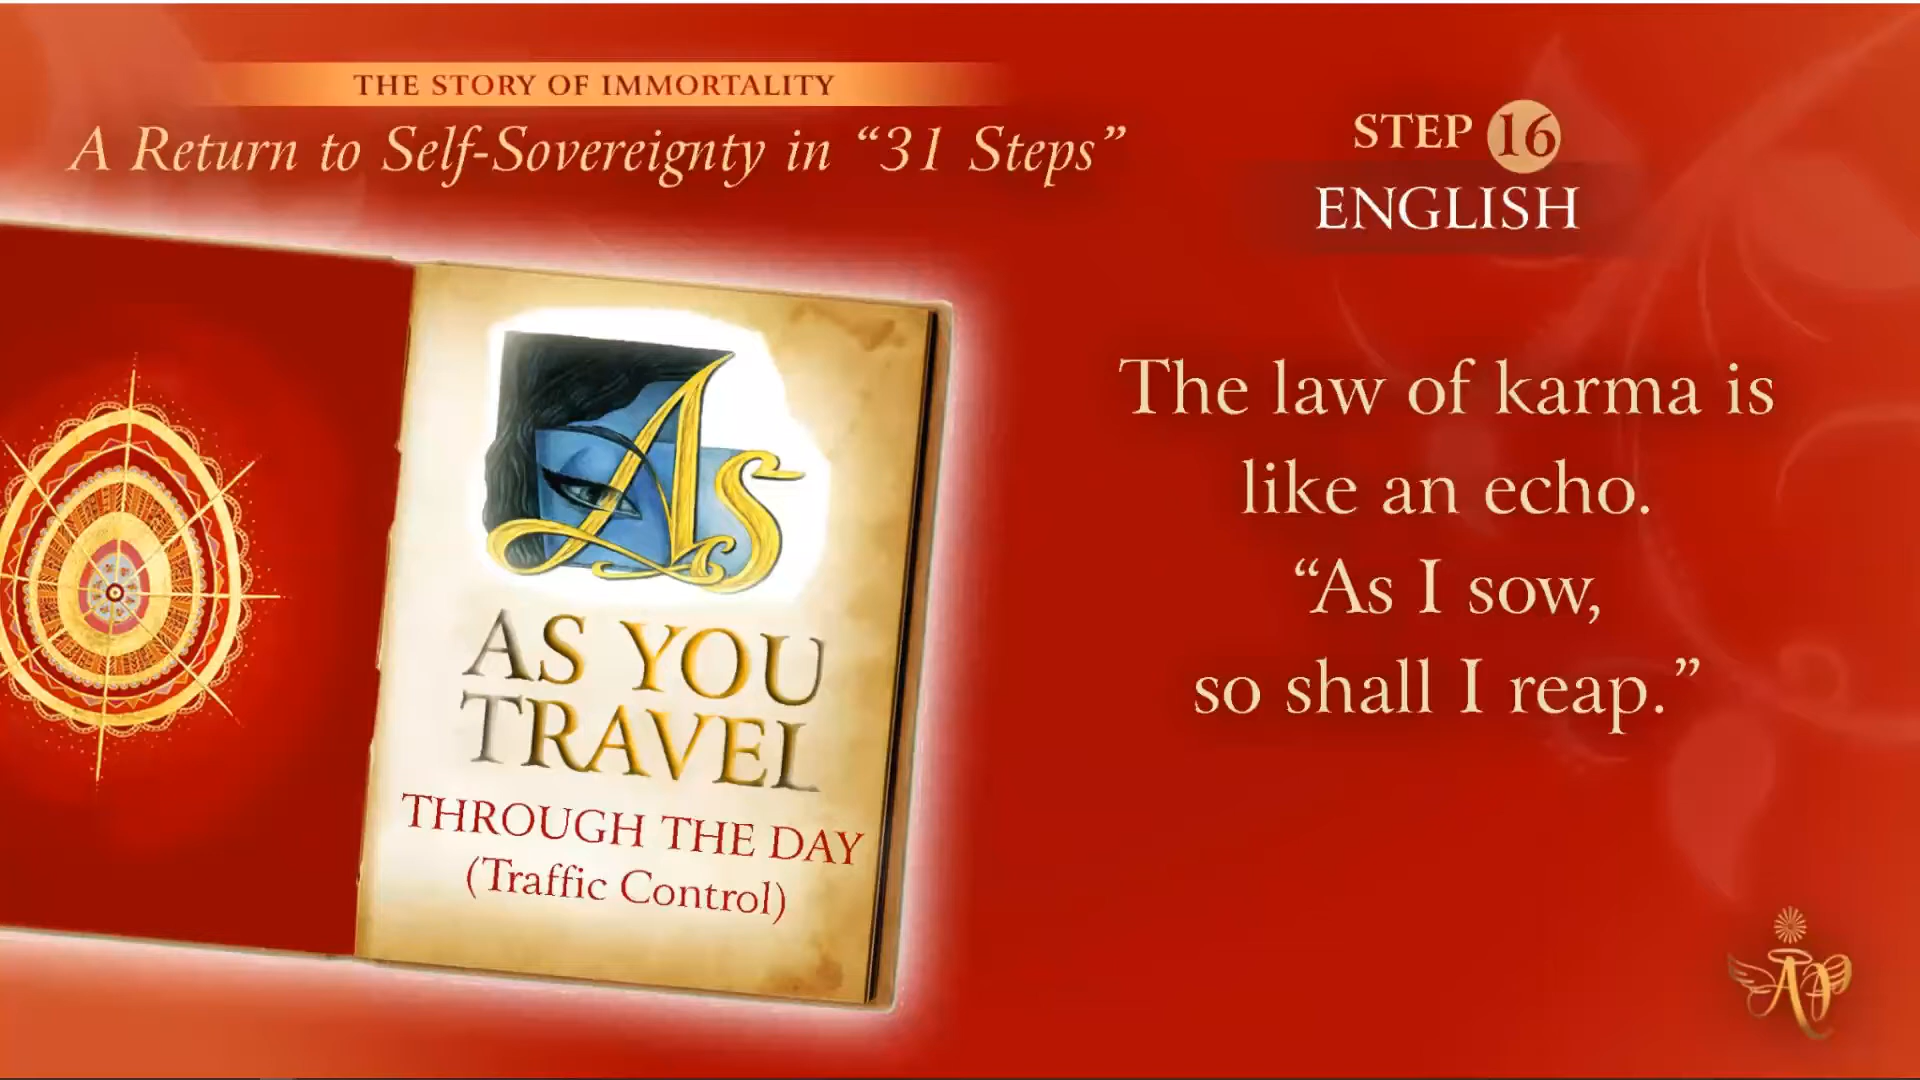 THE STORY OF IMMORTALITY
A Return to Self-Sovereignty in “31 Steps”
STEP 16
ENGLISH
As
AS YOU
TRAVEL
THROUGH THE DAY
(Traffic Control)
The law of karma is
like an echo.
“As I sow,
so shall I reap.”
AP